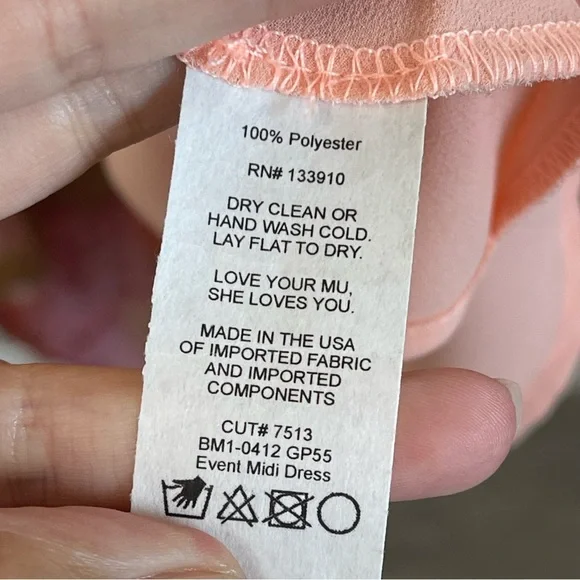 100% Polyester
RN# 133910
DRY CLEAN OR
HAND WASH COLD.
LAY FLAT TO DRY.
LOVE YOUR MU,
SHE LOVES YOU.
MADE IN THE USA
OF IMPORTED FABRIC
AND IMPORTED
COMPONENTS
CUT# 7513
BM1-0412 GP55
Event Midi Dress